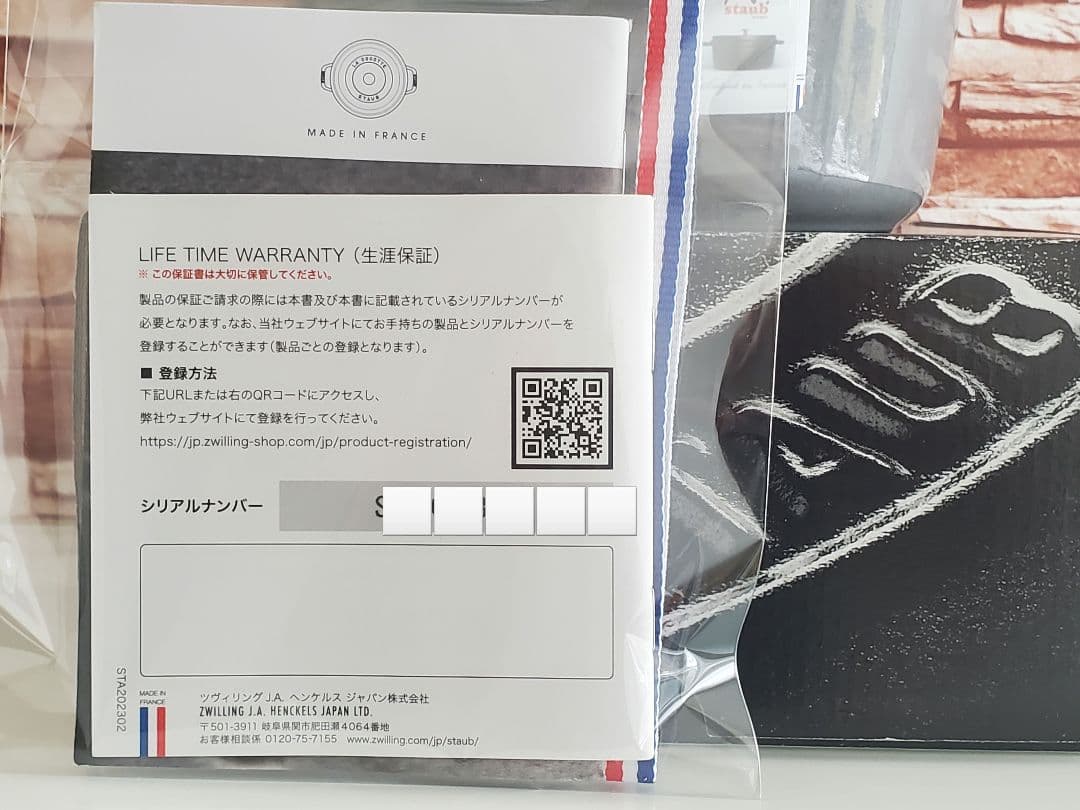 staub
LA COCOTTE
STAUB
MADE IN FRANCE
LIFE TIME WARRANTY（生涯保証）
※ この保証書は大切に保管してください。
製品の保証ご請求の際には本書及び本書に記載されているシリアルナンバーが
必要となります。なお、当社ウェブサイトにてお手持ちの製品とシリアルナンバーを
登録することができます（製品ごとの登録となります）。
■ 登録方法
下記URLまたは右のQRコードにアクセスし、
弊社ウェブサイトにて登録を行ってください。
https://jp.zwilling-shop.com/jp/product-registration/
シリアルナンバー
STA202302
MADE IN
FRANCE
ツヴィリング J.A. ヘンケルス ジャパン株式会社
ZWILLING J.A. HENCKELS JAPAN LTD.
〒501-3911 岐阜県関市肥田瀬4064番地
お客様相談係 0120-75-7155 www.zwilling.com/jp/staub/